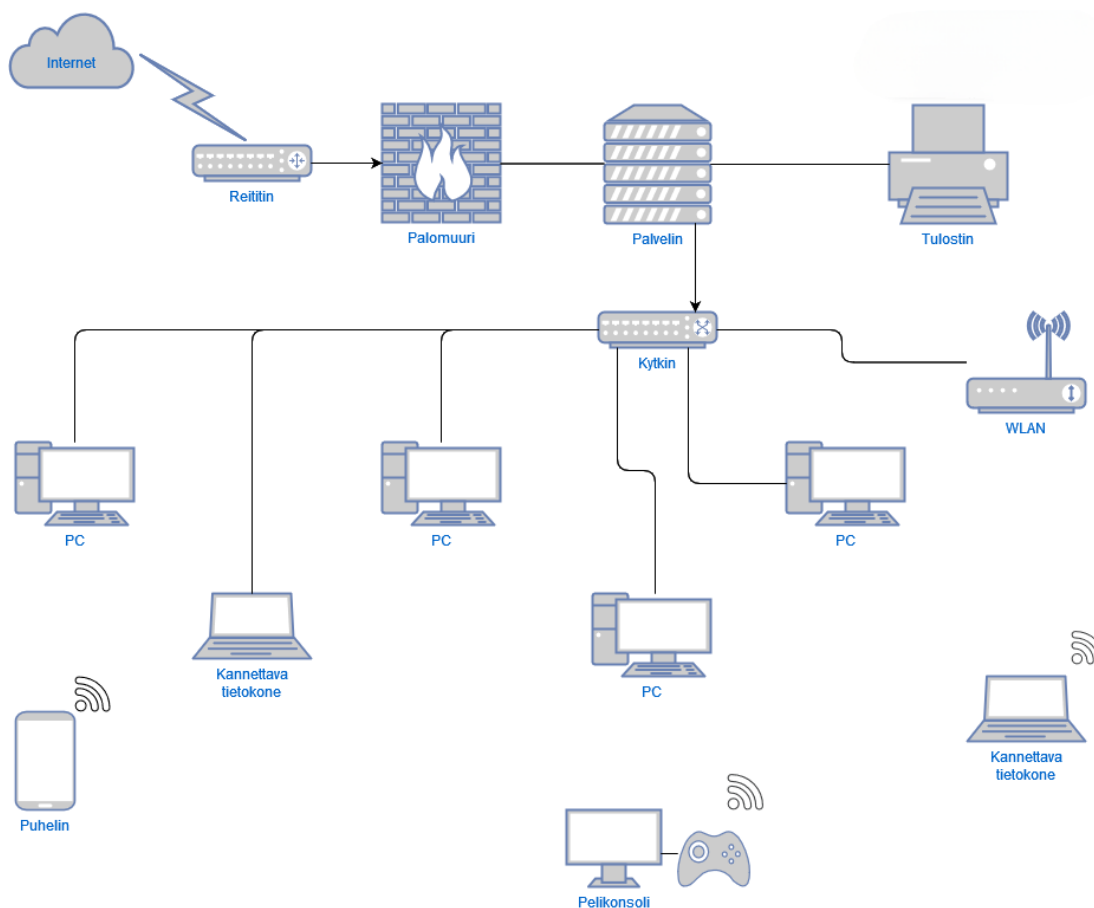 Internet
Reititin
Palomuuri
Palvelin
Tulostin
Kytkin
WLAN
PC
PC
PC
Kannettava
tietokone
PC
Kannettava
tietokone
Puhelin
Pelikonsoli